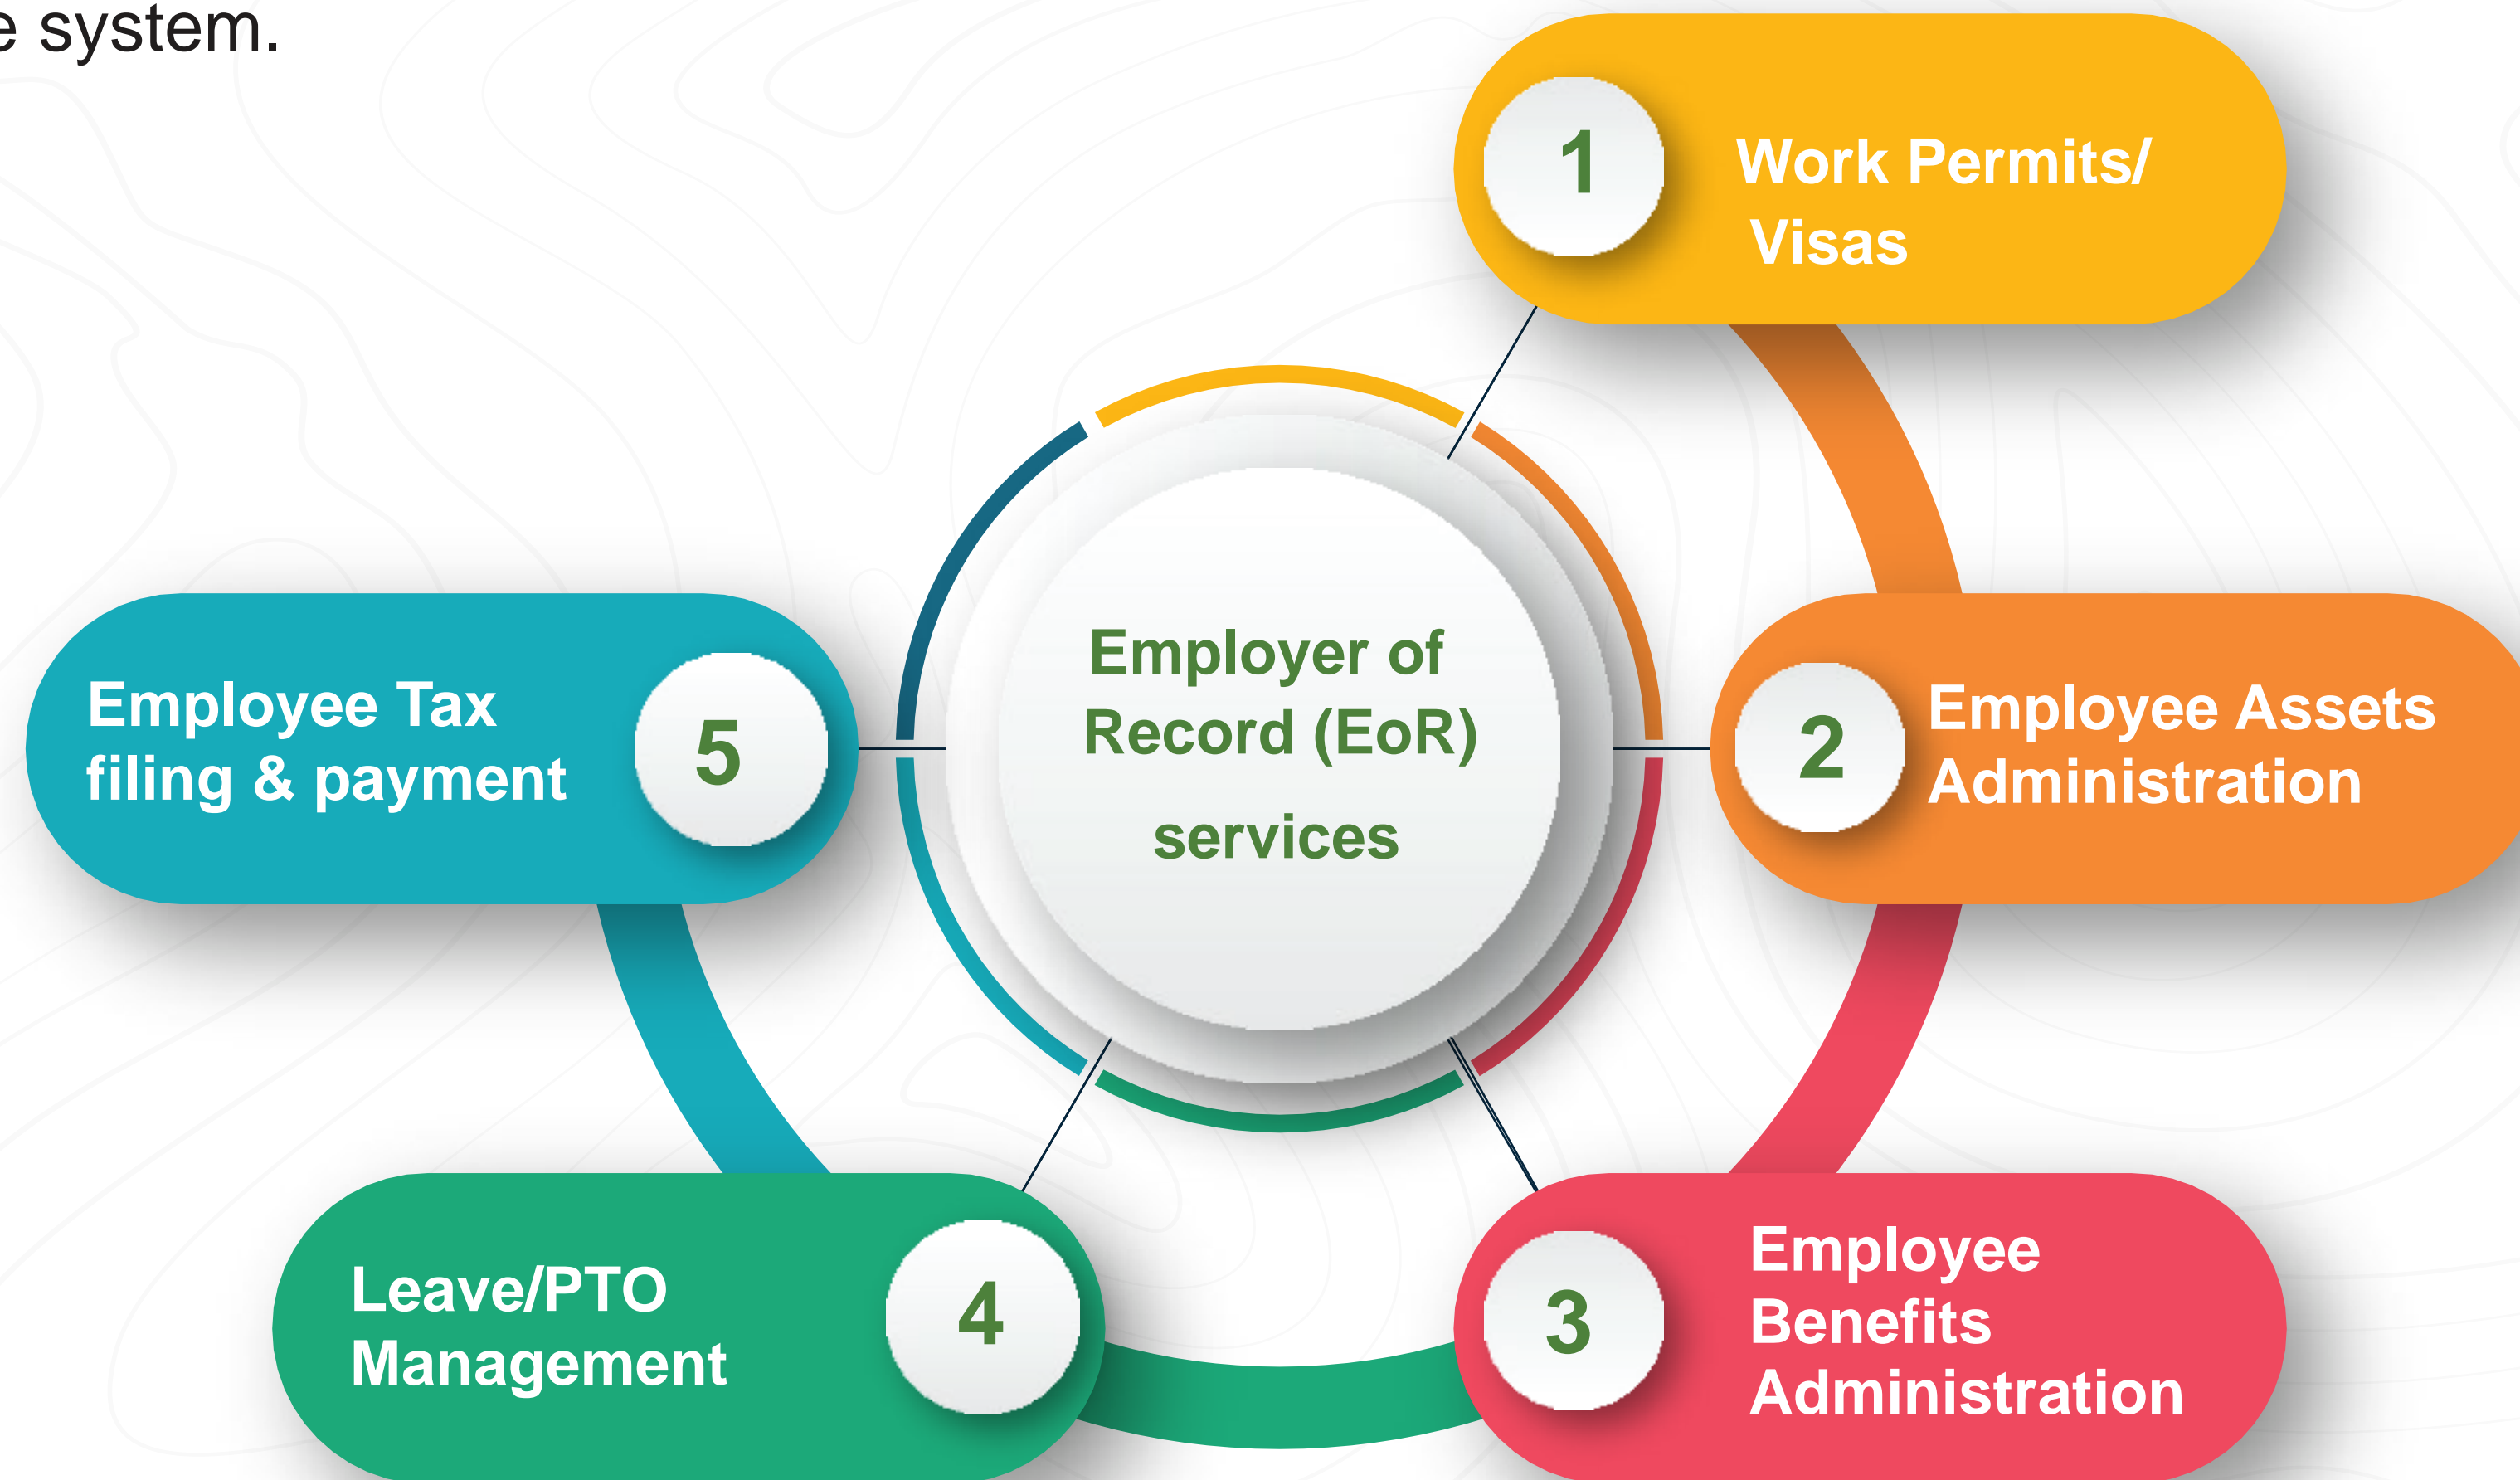 e system.
1
Work Permits/
Visas
Employer of
Record (EoR)
services
Employee Tax
filing & payment
5
2
Employee Assets
Administration
Leave/PTO
Management
4
3
Employee
Benefits
Administration